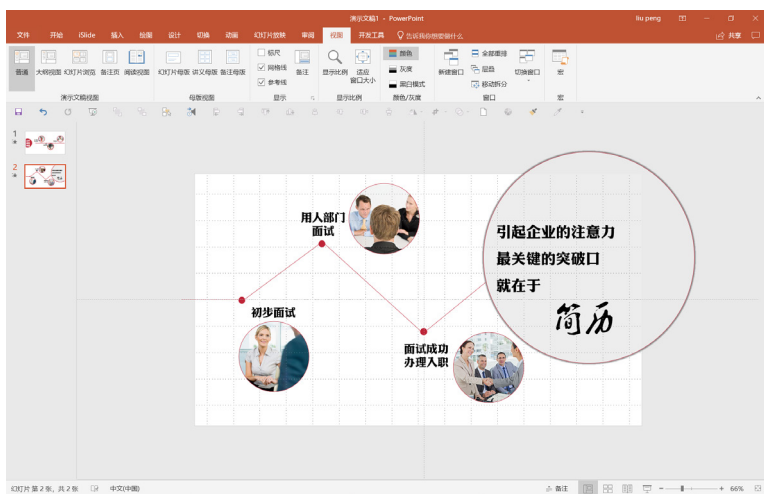 演示文稿1 - PowerPoint
liu peng
文件 开始 iSlide 插入 绘图 设计 切换 动画 幻灯片放映 审阅 视图 开发工具 告诉我你想要做什么 共享
普通 大纲视图 幻灯片浏览 备注页 阅读视图 幻灯片母版 讲义母版 备注母版 标尺 网格线 参考线 备注 显示比例 适应窗口大小 颜色 灰度 黑白模式 新建窗口 全部重排 层叠 移动拆分 切换窗口 宏
演示文稿视图 母版视图 显示 显示比例 颜色/灰度 窗口 宏
1
2
用人部门
面试
初步面试
面试成功
办理入职
引起企业的注意力
最关键的突破口
就在于
简历
幻灯片 第 2 张，共 2 张 中文(中国) 备注 66%